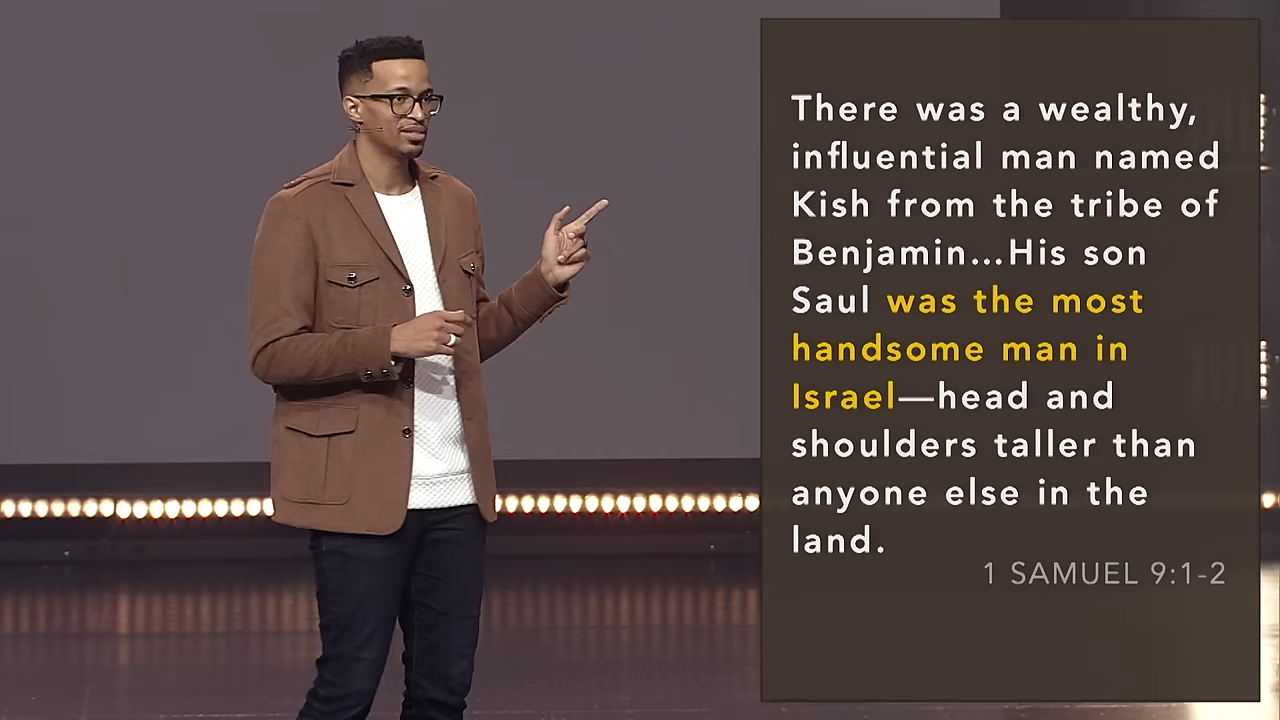 There was a wealthy,
influential man named
Kish from the tribe of
Benjamin...His son
Saul was the most
handsome man in
Israel—head and
shoulders taller than
anyone else in the
land.
1 SAMUEL 9:1-2